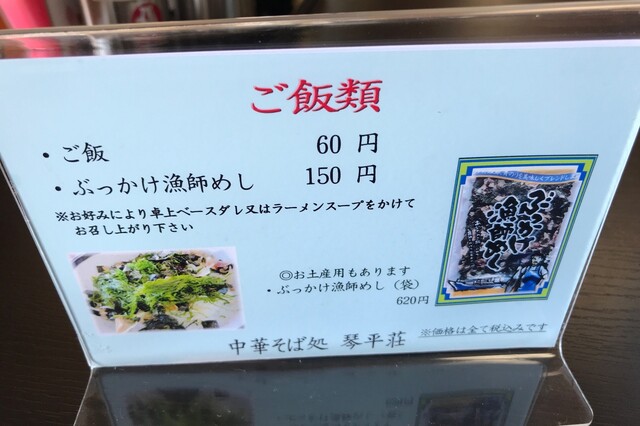 ご飯類
・ご飯 60 円
・ぶっかけ漁師めし 150 円
※お好みにより卓上ベースダレ又はラーメンスープをかけて
お召し上がり下さい
◎お土産用もあります
・ぶっかけ漁師めし（袋）
620円
ぶっかけ
漁師めし
中華そば処 琴平荘
※価格は全て税込みです